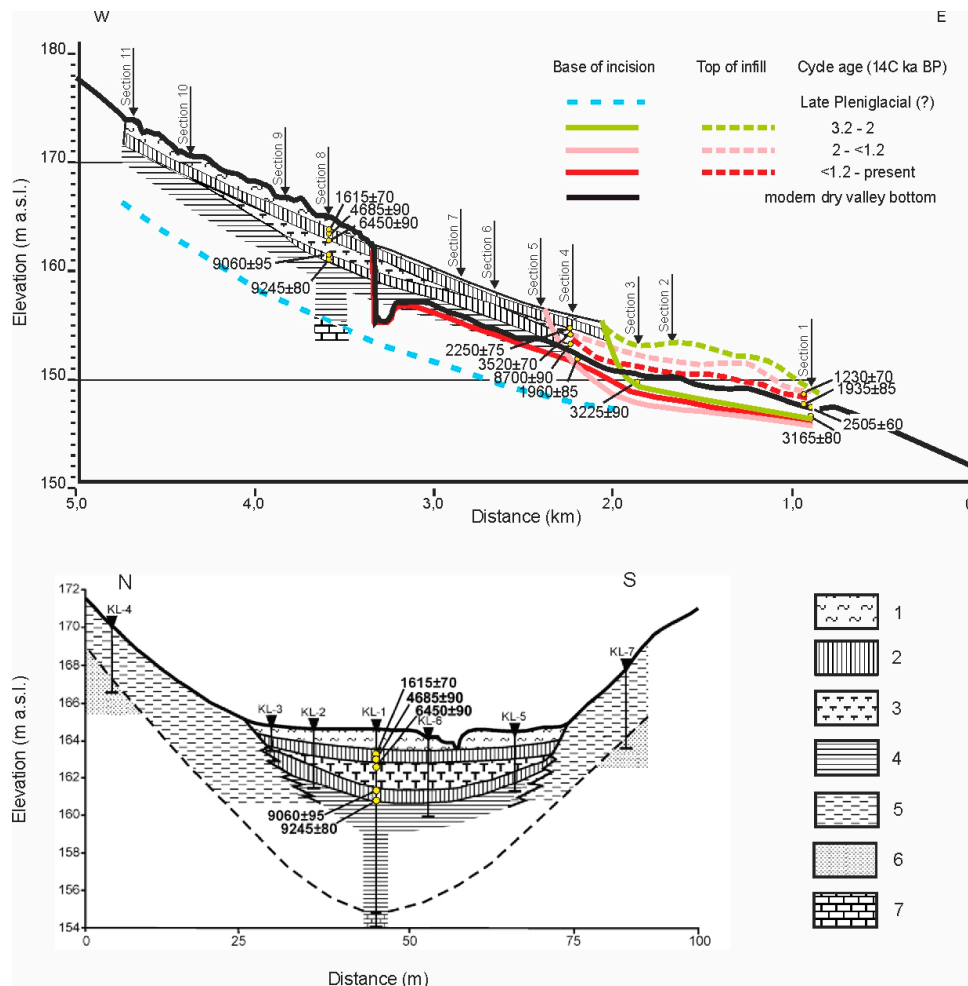 W E
180
170
160
150
150
Elevation (m a.s.l.)
Section 11
Section 10
Section 9
Section 8
Section 7
Section 6
Section 5
Section 4
Section 3
Section 2
Section 1
Base of incision Top of infill Cycle age (14C ka BP)
Late Pleniglacial (?)
3.2 - 2
2 - <1.2
<1.2 - present
modern dry valley bottom
1615±70
4685±90
6450±90
9060±95
9245±80
2250±75
3520±70
8700±90
1960±85
3225±90
1230±70
1935±85
2505±60
3165±80
5,0 4,0 3,0 2,0 1,0 0
Distance (km)
N S
172
170
168
166
164
162
160
158
156
154
Elevation (m a.s.l.)
KL-4
KL-3
KL-2
KL-1
KL-6
KL-5
KL-7
1615±70
4685±90
6450±90
9060±95
9245±80
0 25 50 75 100
Distance (m)
1
2
3
4
5
6
7